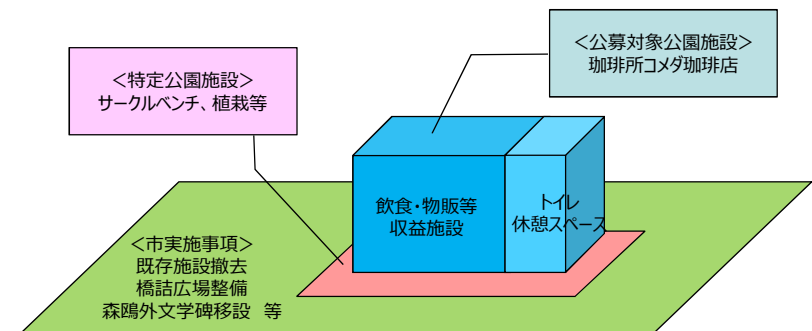 ＜公募対象公園施設＞
珈琲所コメダ珈琲店
＜特定公園施設＞
サークルベンチ、植栽等
飲食・物販等
収益施設
トイレ
休憩スペース
＜市実施事項＞
既存施設撤去
橋詰広場整備
森鴎外文学碑移設 等